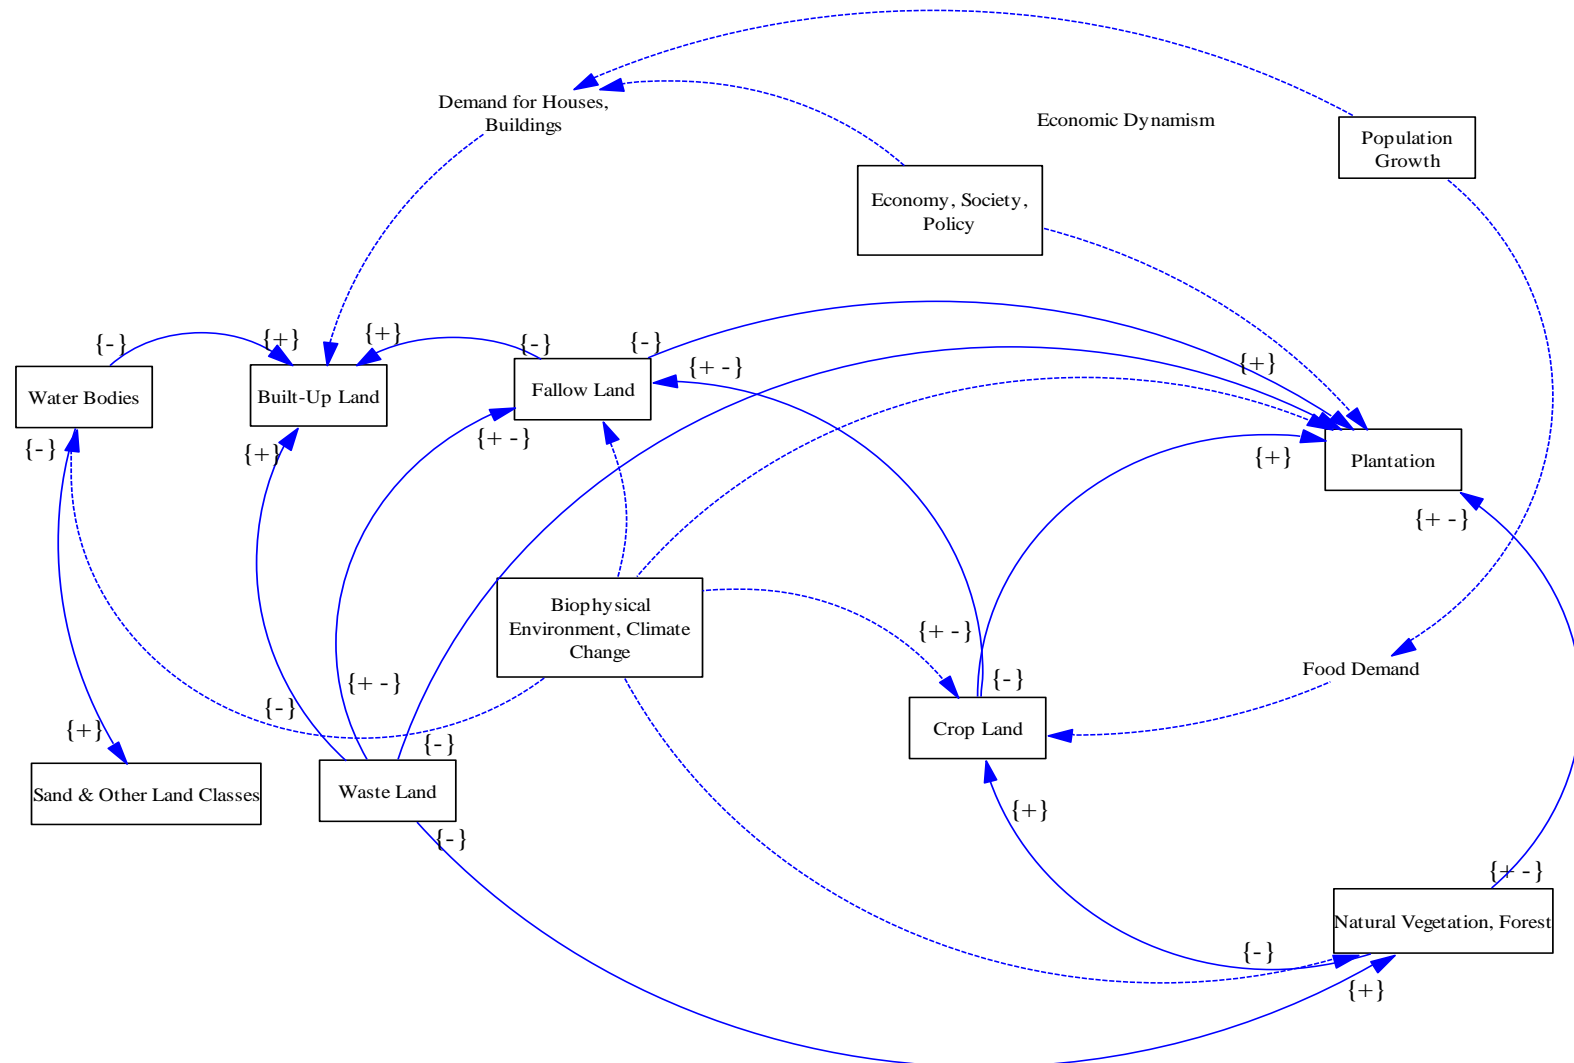 Demand for Houses,
Buildings
Economic Dynamism
Population
Growth
Economy, Society,
Policy
{-}
{+}
{+}
{-}
{-}
{+ -}
{+}
Water Bodies
Built-Up Land
Fallow Land
{-}
{+}
{+ -}
{+}
Plantation
{+ -}
Biophysical
Environment, Climate
Change
{+ -}
{+ -}
{-}
Food Demand
{-}
{+}
{-}
Crop Land
Sand & Other Land Classes
Waste Land
{+}
{-}
{+ -}
Natural Vegetation, Forest
{-}
{+}